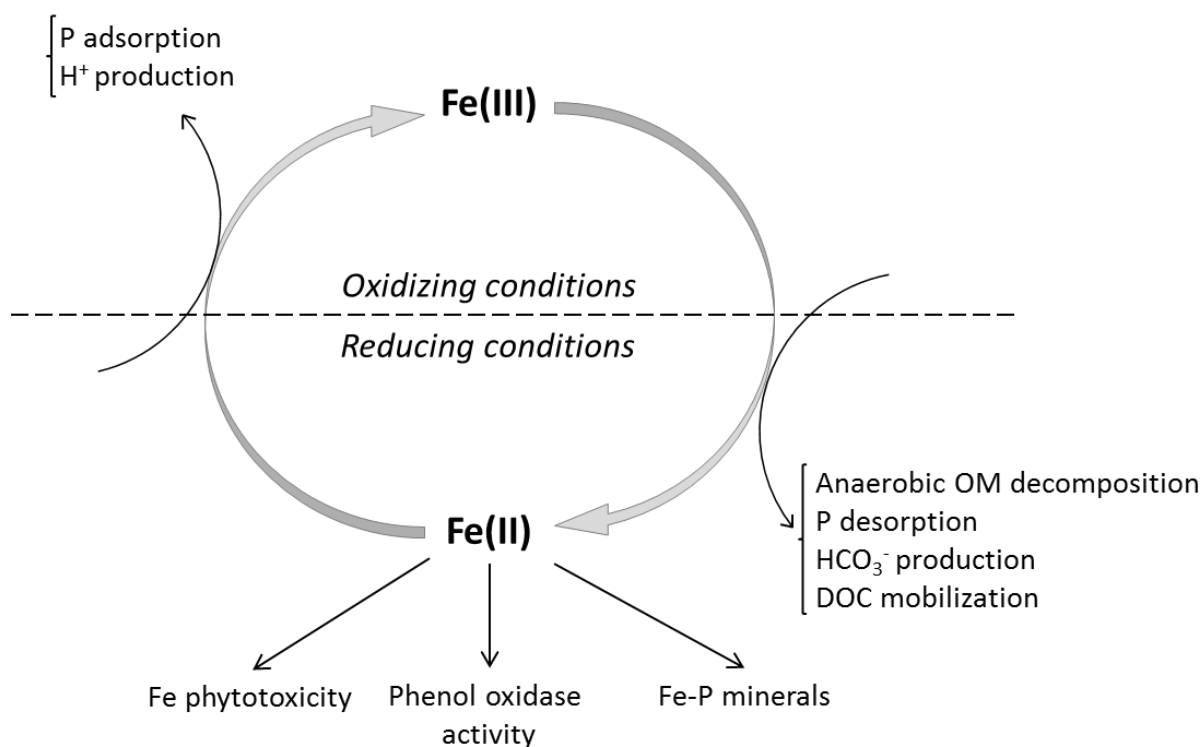 P adsorption
H⁺ production
Fe(III)
Oxidizing conditions
Reducing conditions
Fe(II)
Anaerobic OM decomposition
P desorption
HCO₃⁻ production
DOC mobilization
Fe phytotoxicity
Phenol oxidase
activity
Fe-P minerals